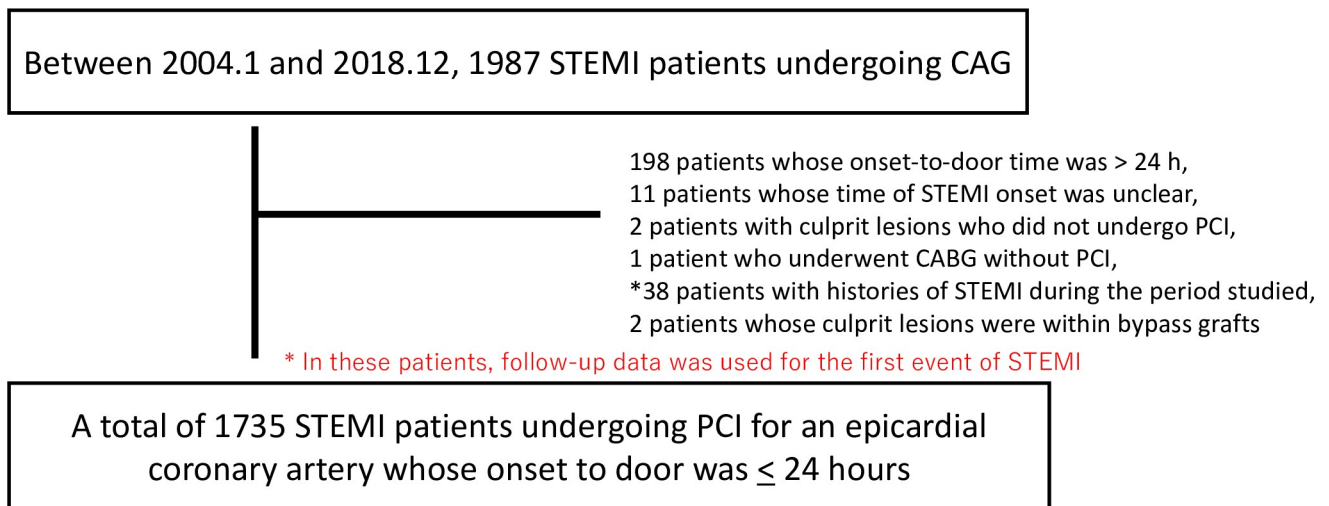 Between 2004.1 and 2018.12, 1987 STEMI patients undergoing CAG
198 patients whose onset-to-door time was > 24 h,
11 patients whose time of STEMI onset was unclear,
2 patients with culprit lesions who did not undergo PCI,
1 patient who underwent CABG without PCI,
*38 patients with histories of STEMI during the period studied,
2 patients whose culprit lesions were within bypass grafts
* In these patients, follow-up data was used for the first event of STEMI
A total of 1735 STEMI patients undergoing PCI for an epicardial
coronary artery whose onset to door was ≤ 24 hours